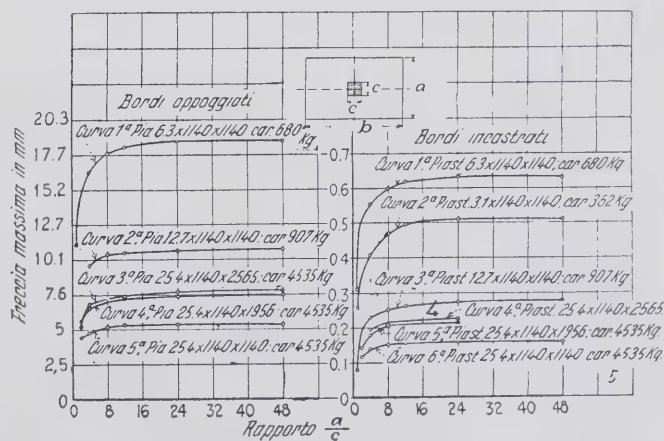 a
c
c
b
Bordi appoggiati
Curva 1ª Pia 6.3x1140x1140 car 680 Kg
Curva 2ª Pia 12.7x1140x1140: car 907 Kg
Curva 3ª Pia 25.4x1140x2565: car 4535 Kg
Curva 4ª Pia 25.4x1140x1956 car 4535 Kg
Curva 5ª Pia 25.4x1140x1140: car 4535 Kg
Freccia massima in mm
20.3
17.7
15.2
12.7
10.1
7.6
5
2,5
0
0 8 16 24 32 40 48
Bordi incastrati
Curva 1ª Piast 6.3x1140x1140: car 680 Kg
Curva 2ª Piast 3.1x1140x1140: car 362 Kg
Curva 3ª Piast 12.7x1140x1140: car 907 Kg
Curva 4ª Piast 25.4x1140x2565
Curva 5ª Piast 25.4x1140x1956: car 4535 Kg
Curva 6ª Piast 25.4x1140x1140 car 4535 Kg
0.7
0.6
0.5
0.4
0.3
0.2
0.1
0
0 8 16 24 32 40 48
5
Rapporto a/c